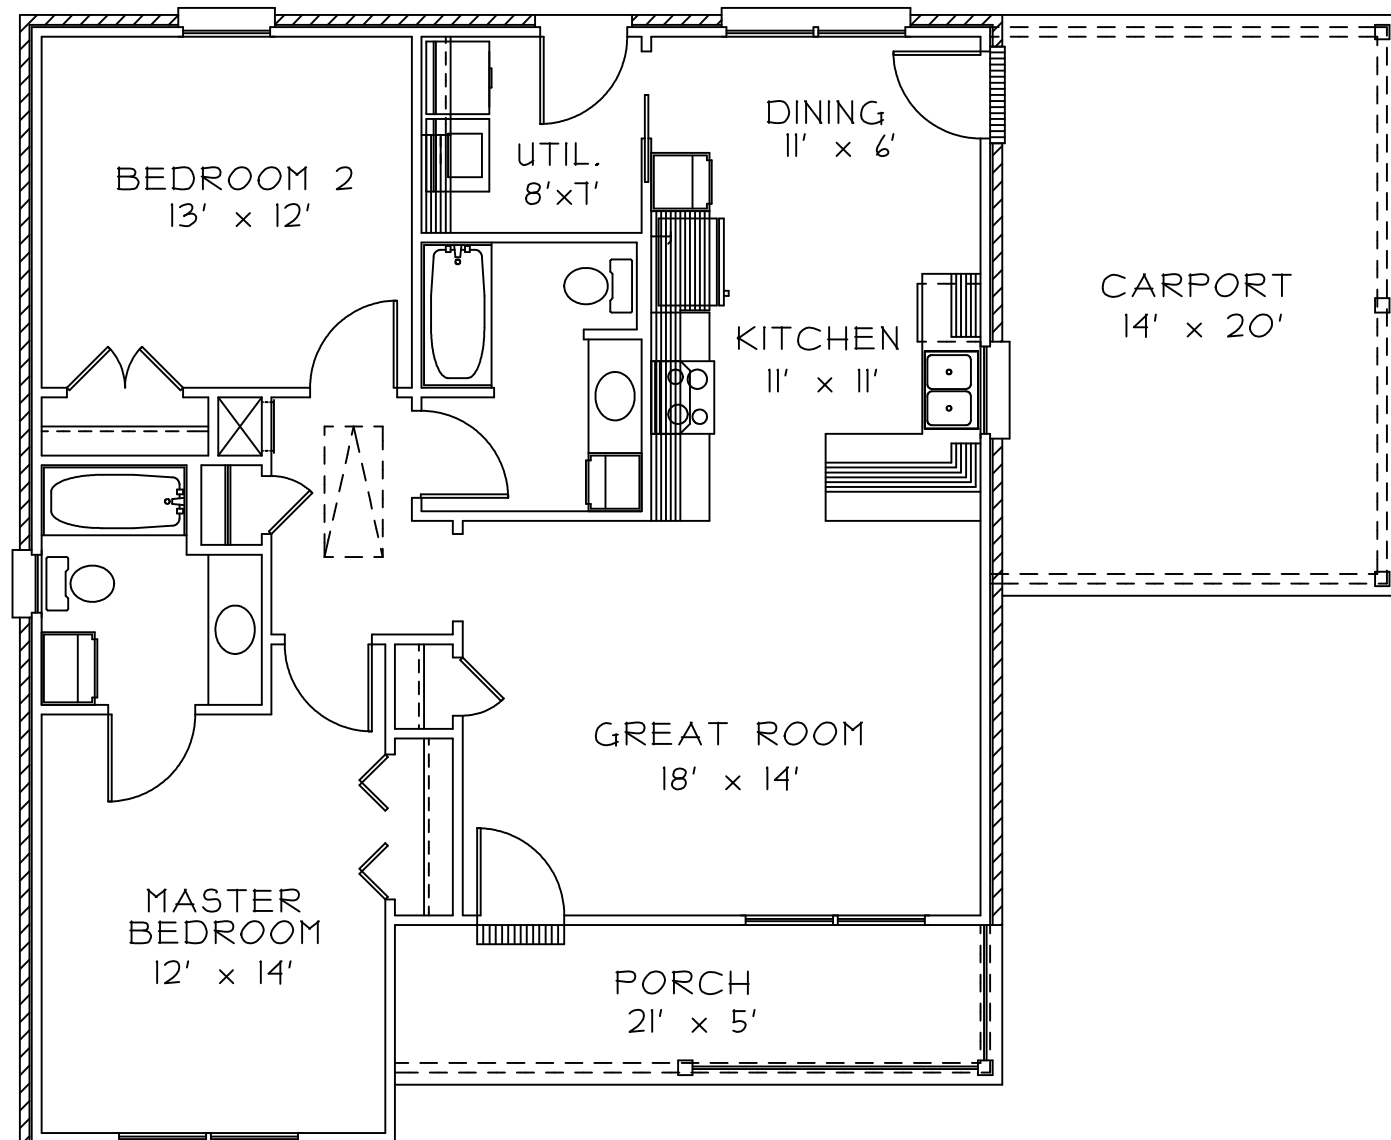 DINING
11' x 6'
UTIL.
8'x7'
BEDROOM 2
13' x 12'
CARPORT
14' x 20'
KITCHEN
11' x 11'
GREAT ROOM
18' x 14'
MASTER
BEDROOM
12' x 14'
PORCH
21' x 5'